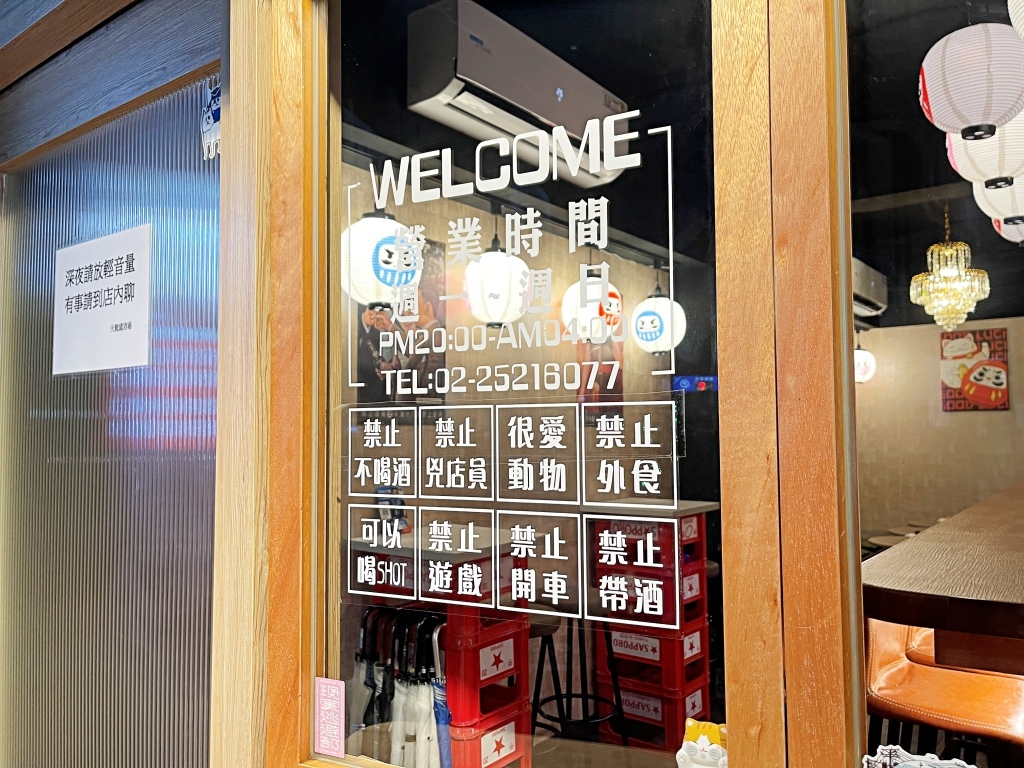 深夜請放輕音量
有事請到店內聊
WELCOME
營業時間
週一~週日
PM20:00-AM04:00
TEL:02-25216077
禁止
不喝酒
禁止
兇店員
很愛
動物
禁止
外食
可以
喝SHOT
禁止
遊戲
禁止
開車
禁止
帶酒
SAPPORO
SAPPORO
SAPPORO